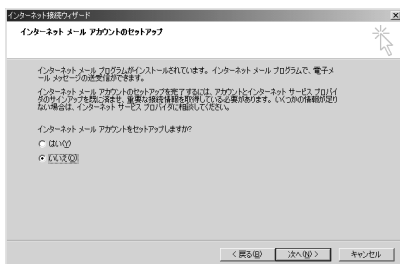 インターネット接続ウィザード
インターネット メール アカウントのセットアップ
インターネット メール プログラムがインストールされています。インターネット メール プログラムで、電子メ
ール メッセージの送受信ができます。
インターネット メール アカウントのセットアップを完了するには、アカウントとインターネット サービス プロバイ
ダのサインアップを既に済ませ、重要な接続情報を取得している必要があります。いくつかの情報が足り
ない場合は、インターネット サービス プロバイダに相談してください。
インターネット メール アカウントをセットアップしますか?
はい(Y)
いいえ(O)
< 戻る(B)
次へ(N) >
キャンセル